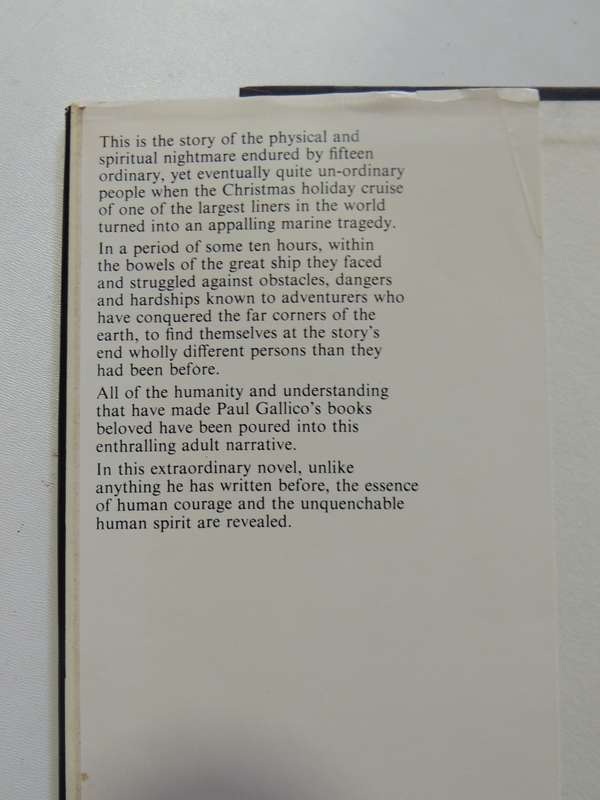 This is the story of the physical and
spiritual nightmare endured by fifteen
ordinary, yet eventually quite un-ordinary
people when the Christmas holiday cruise
of one of the largest liners in the world
turned into an appalling marine tragedy.
In a period of some ten hours, within
the bowels of the great ship they faced
and struggled against obstacles, dangers
and hardships known to adventurers who
have conquered the far corners of the
earth, to find themselves at the story's
end wholly different persons than they
had been before.
All of the humanity and understanding
that have made Paul Gallico's books
beloved have been poured into this
enthralling adult narrative.
In this extraordinary novel, unlike
anything he has written before, the essence
of human courage and the unquenchable
human spirit are revealed.